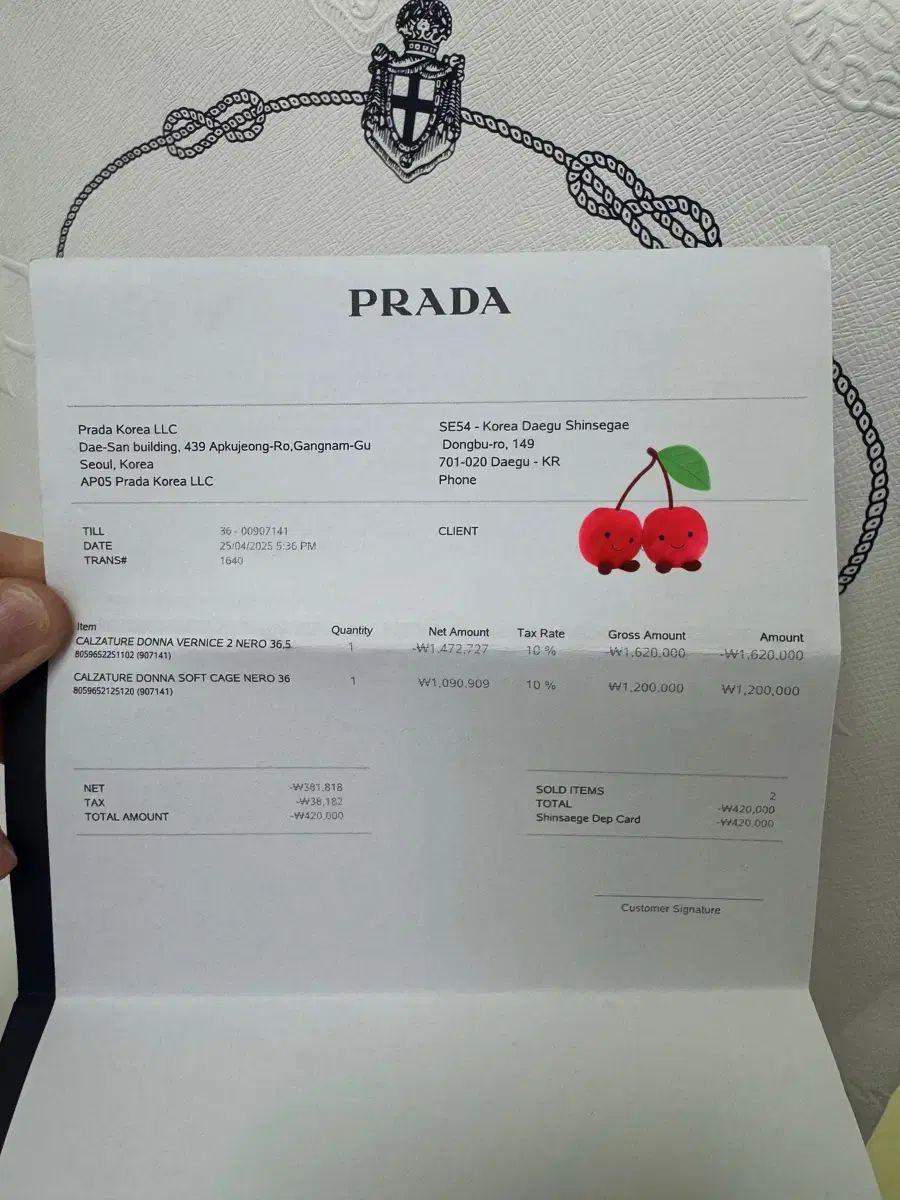 PRADA
Prada Korea LLC
Dae-San building, 439 Apkujeong-Ro,Gangnam-Gu
Seoul, Korea
AP05 Prada Korea LLC
SE54 - Korea Daegu Shinsegae
Dongbu-ro, 149
701-020 Daegu - KR
Phone
TILL 36 - 00907141
DATE 25/04/2025 5:36 PM
TRANS# 1640
CLIENT
Item Quantity Net Amount Tax Rate Gross Amount Amount
CALZATURE DONNA VERNICE 2 NERO 36,5 1 -₩1,472,727 10 % -₩1,620,000 -₩1,620,000
8059652251102 (907141)
CALZATURE DONNA SOFT CAGE NERO 36 1 ₩1,090,909 10 % ₩1,200,000 ₩1,200,000
8059652125120 (907141)
NET -₩381,818
TAX -₩38,182
TOTAL AMOUNT -₩420,000
SOLD ITEMS 2
TOTAL -₩420,000
Shinsaege Dep Card -₩420,000
Customer Signature